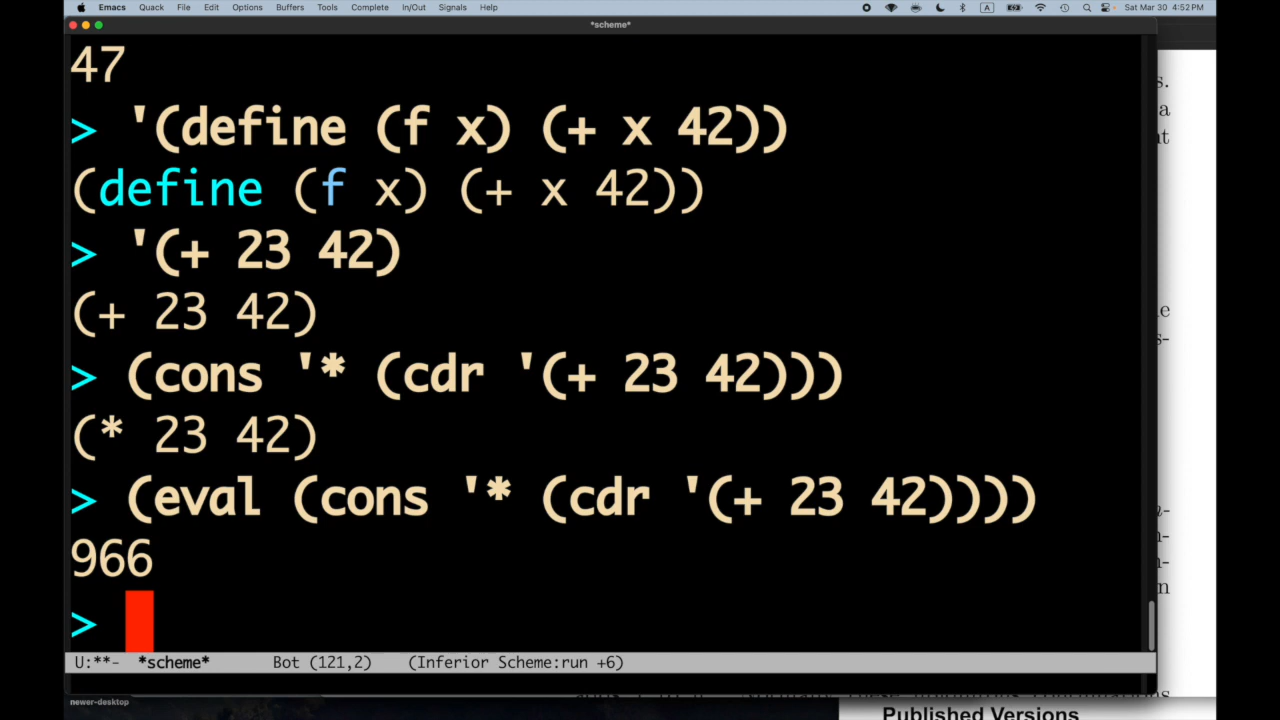 Emacs Quack File Edit Options Buffers Tools Complete In/Out Signals Help A Sat Mar 30 4:52 PM
*scheme*
47
> '(define (f x) (+ x 42))
(define (f x) (+ x 42))
> '(+ 23 42)
(+ 23 42)
> (cons '* (cdr '(+ 23 42)))
(* 23 42)
> (eval (cons '* (cdr '(+ 23 42))))
966
>
U:**- *scheme* Bot (121,2) (Inferior Scheme:run +6)
newer-desktop
Published Versions